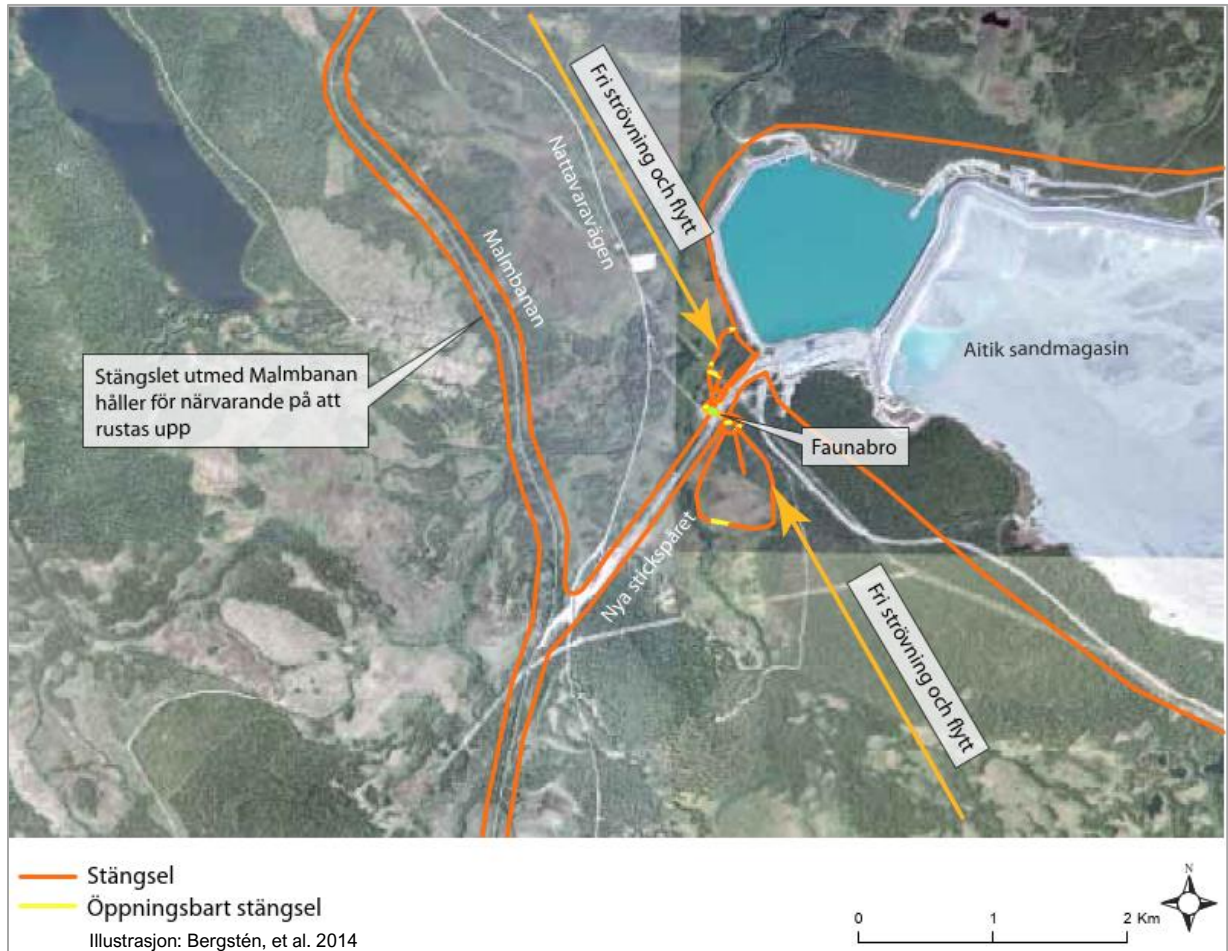 Fri strövning och flytt
Nattavaravägen
Malmbanan
Stängslet utmed Malmbanan
håller för närvarande på att
rustas upp
Aitik sandmagasin
Faunabro
Nya stickspåret
Fri strövning och flytt
Stängsel
Öppningsbart stängsel
Illustrasjon: Bergstén, et al. 2014
N
0 1 2 Km